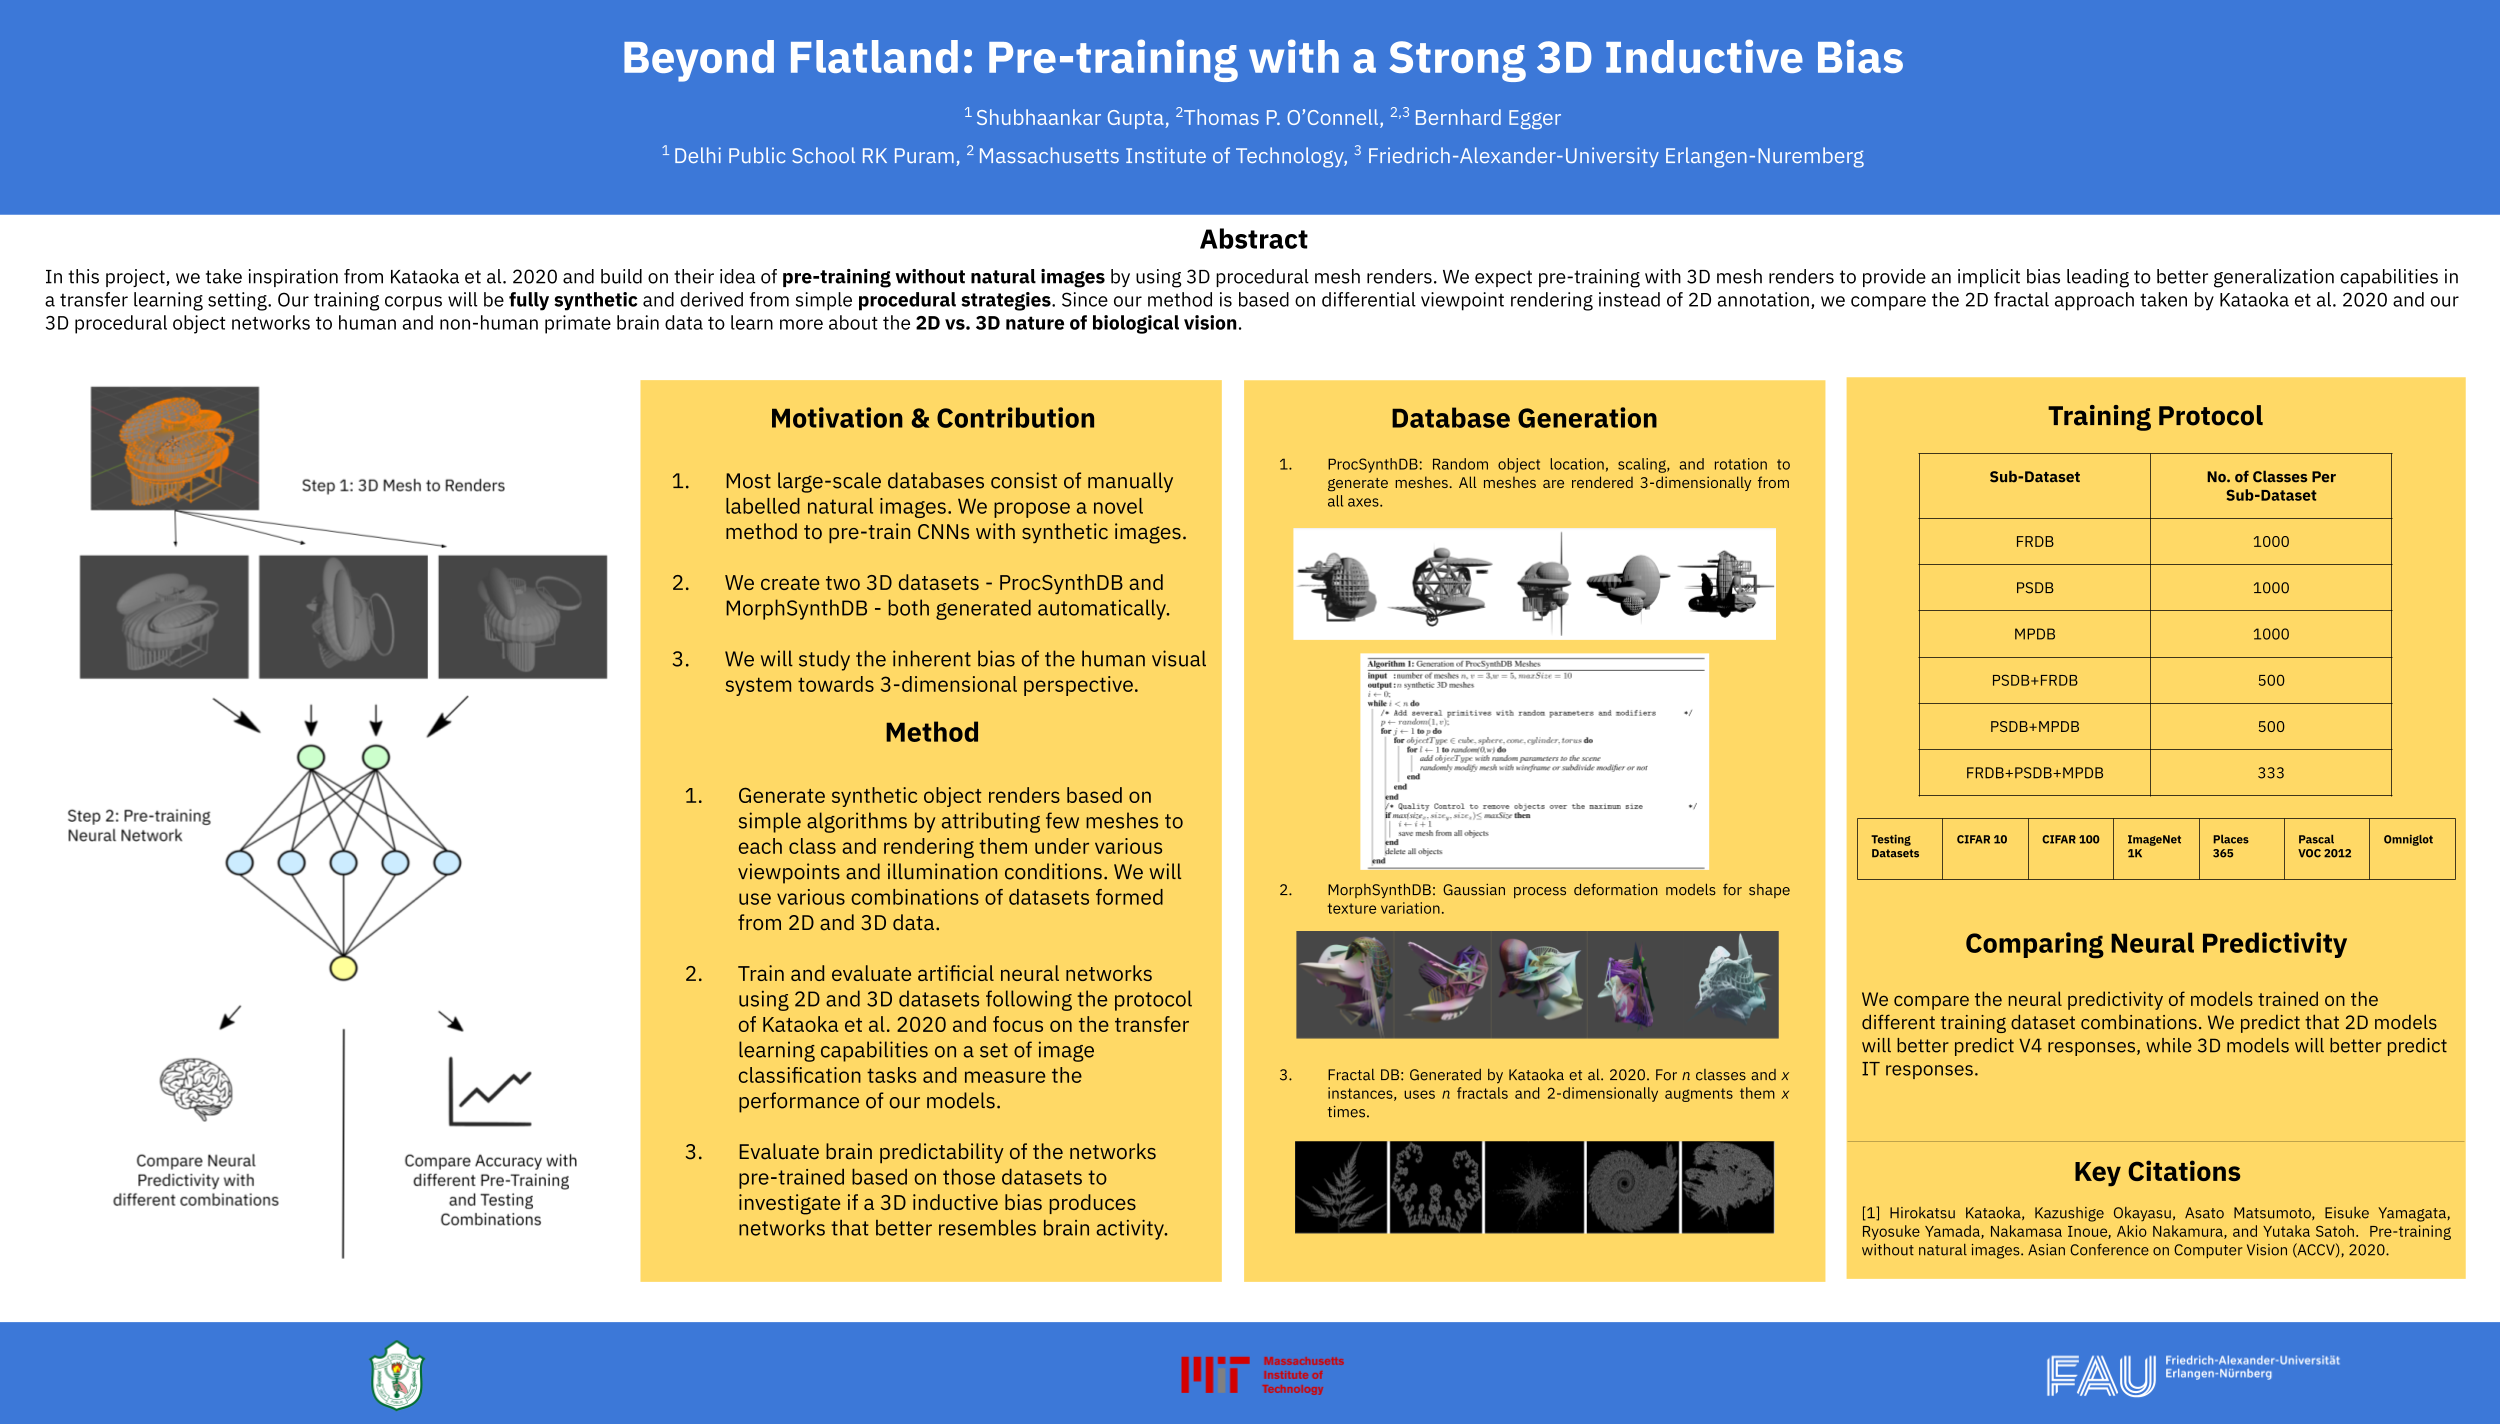 Beyond Flatland: Pre-training with a Strong 3D Inductive Bias
1 Shubhaankar Gupta, 2Thomas P. O’Connell, 2,3 Bernhard Egger
1 Delhi Public School RK Puram, 2 Massachusetts Institute of Technology, 3 Friedrich-Alexander-University Erlangen-Nuremberg
Abstract
In this project, we take inspiration from Kataoka et al. 2020 and build on their idea of pre-training without natural images by using 3D procedural mesh renders. We expect pre-training with 3D mesh renders to provide an implicit bias leading to better generalization capabilities in
a transfer learning setting. Our training corpus will be fully synthetic and derived from simple procedural strategies. Since our method is based on differential viewpoint rendering instead of 2D annotation, we compare the 2D fractal approach taken by Kataoka et al. 2020 and our
3D procedural object networks to human and non-human primate brain data to learn more about the 2D vs. 3D nature of biological vision.
Step 1: 3D Mesh to Renders
Step 2: Pre-training
Neural Network
Compare Neural
Predictivity with
different combinations
Compare Accuracy with
different Pre-Training
and Testing
Combinations
Motivation & Contribution
1. Most large-scale databases consist of manually
labelled natural images. We propose a novel
method to pre-train CNNs with synthetic images.
2. We create two 3D datasets - ProcSynthDB and
MorphSynthDB - both generated automatically.
3. We will study the inherent bias of the human visual
system towards 3-dimensional perspective.
Method
1. Generate synthetic object renders based on
simple algorithms by attributing few meshes to
each class and rendering them under various
viewpoints and illumination conditions. We will
use various combinations of datasets formed
from 2D and 3D data.
2. Train and evaluate artificial neural networks
using 2D and 3D datasets following the protocol
of Kataoka et al. 2020 and focus on the transfer
learning capabilities on a set of image
classification tasks and measure the
performance of our models.
3. Evaluate brain predictability of the networks
pre-trained based on those datasets to
investigate if a 3D inductive bias produces
networks that better resembles brain activity.
Database Generation
1. ProcSynthDB: Random object location, scaling, and rotation to
generate meshes. All meshes are rendered 3-dimensionally from
all axes.
Algorithm 1: Generation of ProcSynthDB Meshes
input : number of meshes n, v = 3, w = 5, maxSize = 10
output : n synthetic 3D meshes
i ← 0;
while i < n do
/* Add several primitives with random parameters and modifiers */
p ← random(1, v);
for j ← 1 to p do
for objectType ∈ cube, sphere, cone, cylinder, torus do
for l ← 1 to random(0,w) do
add objecType with random parameters to the scene
randomly modify mesh with wireframe or subdivide modifier or not
end
end
end
/* Quality Control to remove objects over the maximum size */
if max(sizex, sizey, sizez) ≤ maxSize then
i ← i + 1
save mesh from all objects
end
delete all objects
end
2. MorphSynthDB: Gaussian process deformation models for shape
texture variation.
3. Fractal DB: Generated by Kataoka et al. 2020. For n classes and x
instances, uses n fractals and 2-dimensionally augments them x
times.
Training Protocol
Sub-Dataset No. of Classes Per
Sub-Dataset
FRDB 1000
PSDB 1000
MPDB 1000
PSDB+FRDB 500
PSDB+MPDB 500
FRDB+PSDB+MPDB 333
Testing CIFAR 10 CIFAR 100 ImageNet Places Pascal Omniglot
Datasets 1K 365 VOC 2012
Comparing Neural Predictivity
We compare the neural predictivity of models trained on the
different training dataset combinations. We predict that 2D models
will better predict V4 responses, while 3D models will better predict
IT responses.
Key Citations
[1] Hirokatsu Kataoka, Kazushige Okayasu, Asato Matsumoto, Eisuke Yamagata,
Ryosuke Yamada, Nakamasa Inoue, Akio Nakamura, and Yutaka Satoh. Pre-training
without natural images. Asian Conference on Computer Vision (ACCV), 2020.
MIT Massachusetts
Institute of
Technology
FAU Friedrich-Alexander-Universität
Erlangen-Nürnberg